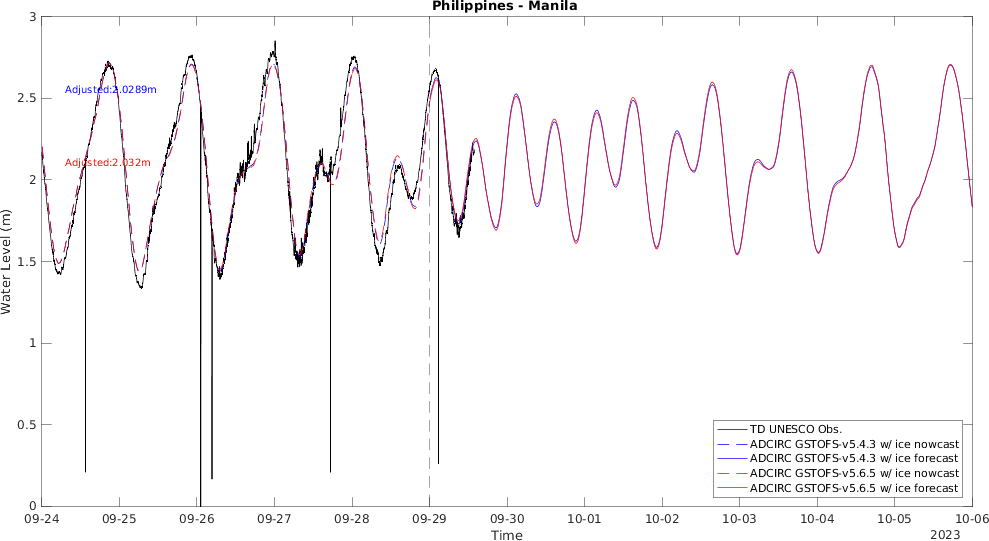 Philippines - Manila
3
2.5
2
1.5
1
0.5
0
Water Level (m)
Adjusted:2.0289m
Adjusted:2.032m
TD UNESCO Obs.
ADCIRC GSTOFS-v5.4.3 w/ ice nowcast
ADCIRC GSTOFS-v5.4.3 w/ ice forecast
ADCIRC GSTOFS-v5.6.5 w/ ice nowcast
ADCIRC GSTOFS-v5.6.5 w/ ice forecast
09-24 09-25 09-26 09-27 09-28 09-29 09-30 10-01 10-02 10-03 10-04 10-05 10-06
Time
2023